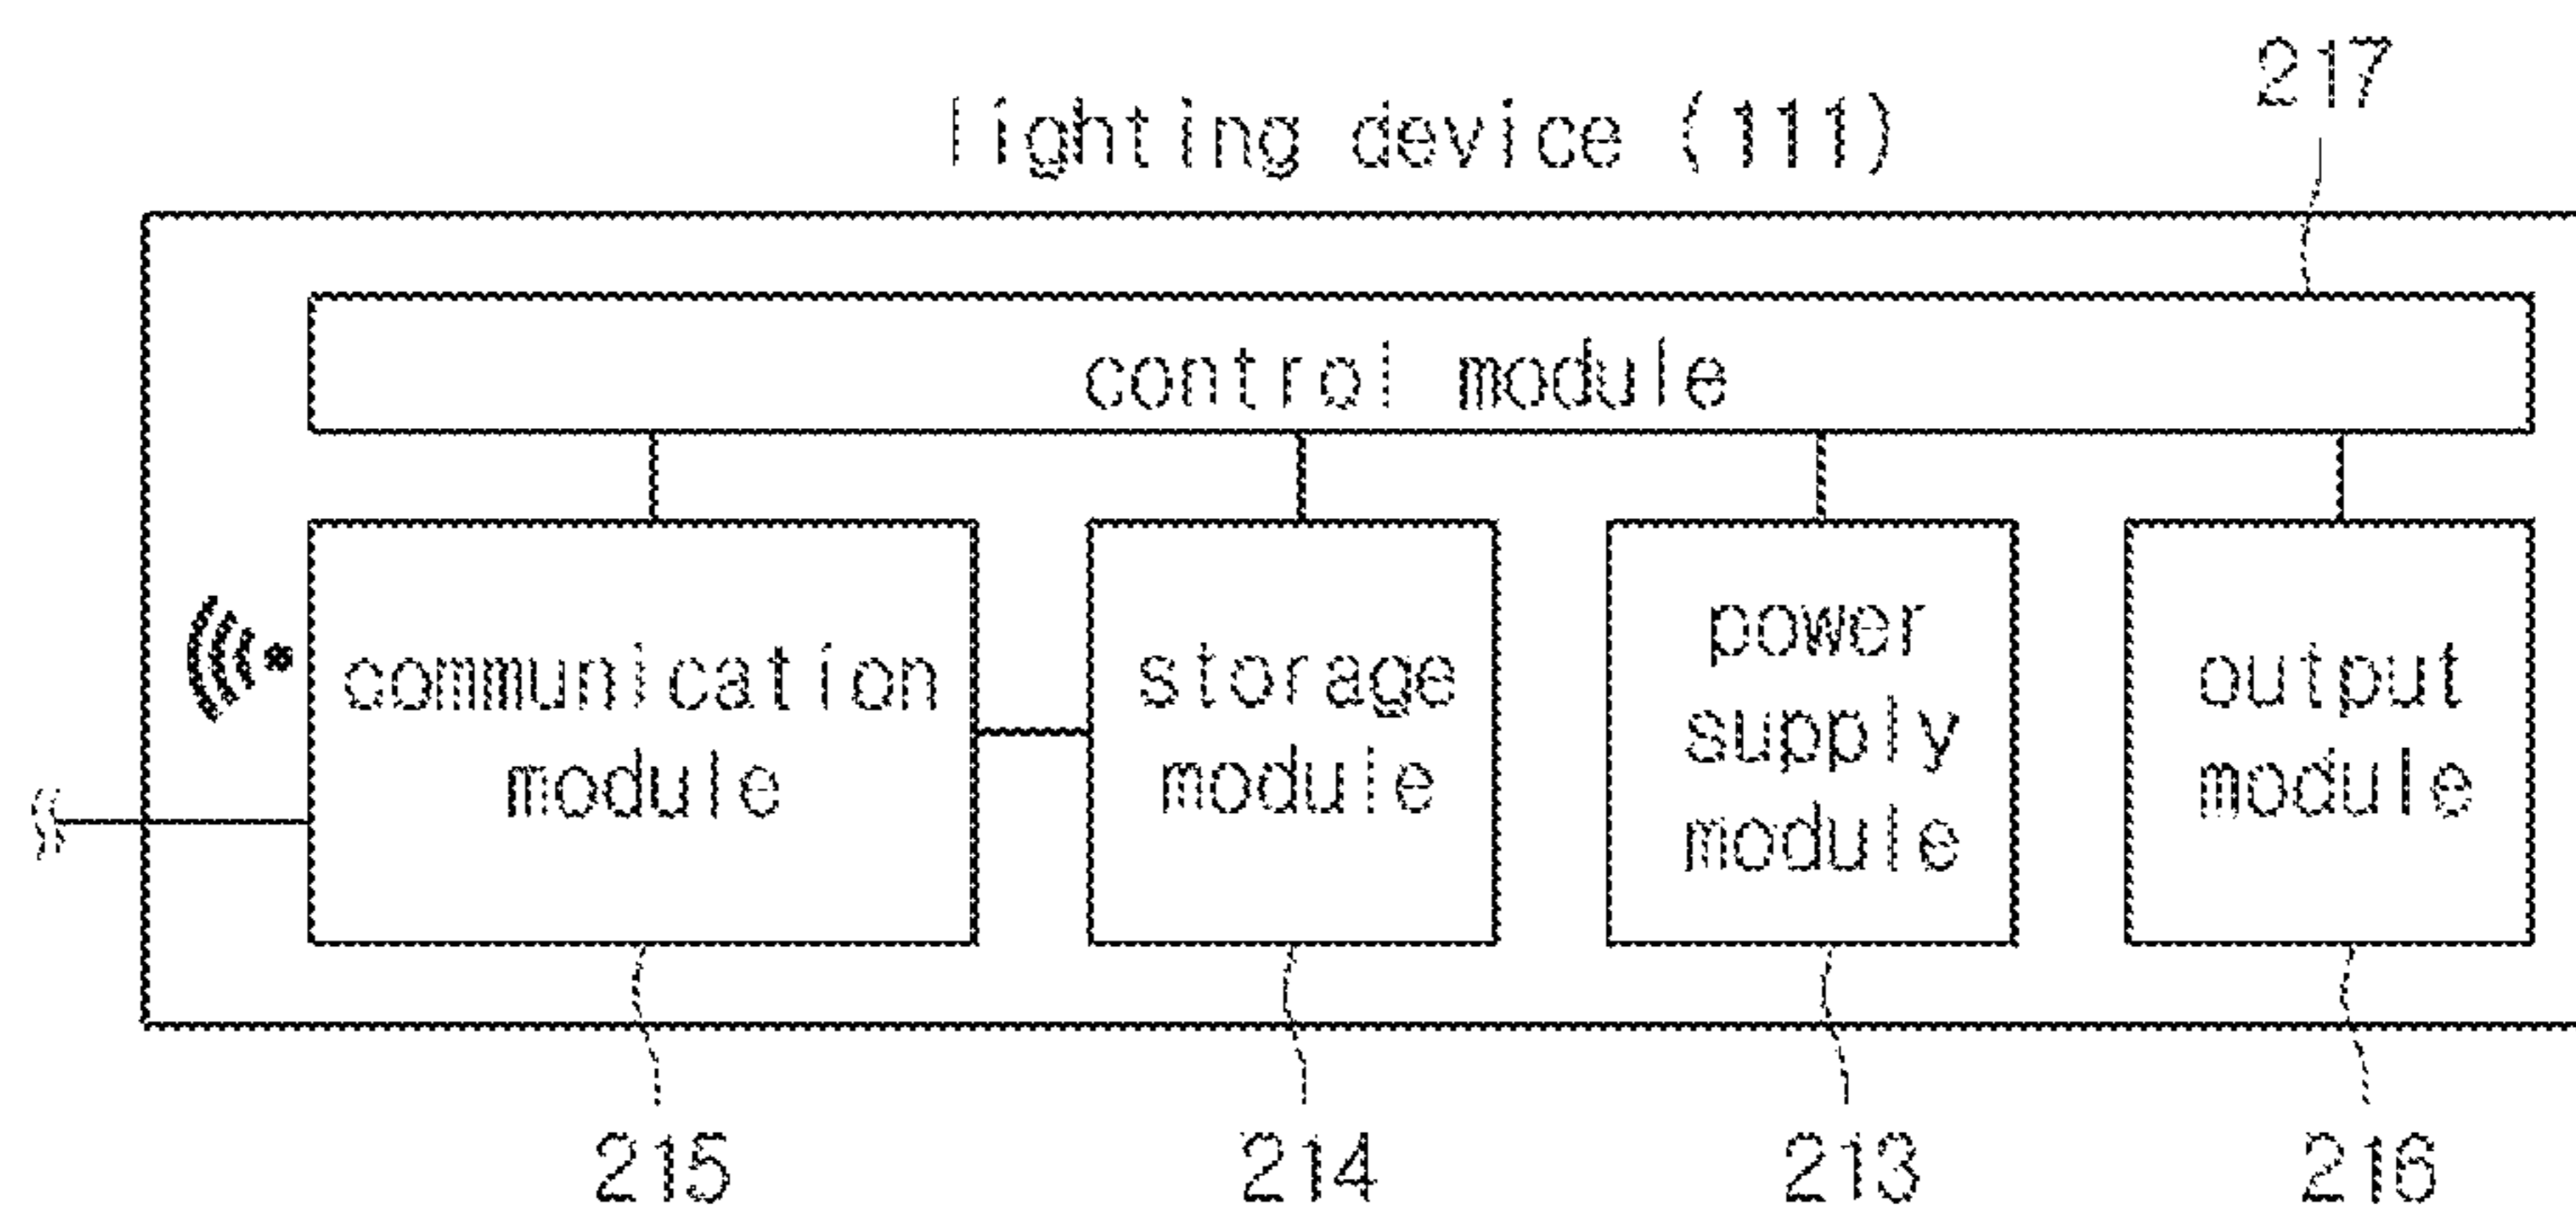 217
lighting device (111)
control module
communication
module
storage
module
power
supply
module
output
module
215
214
213
216